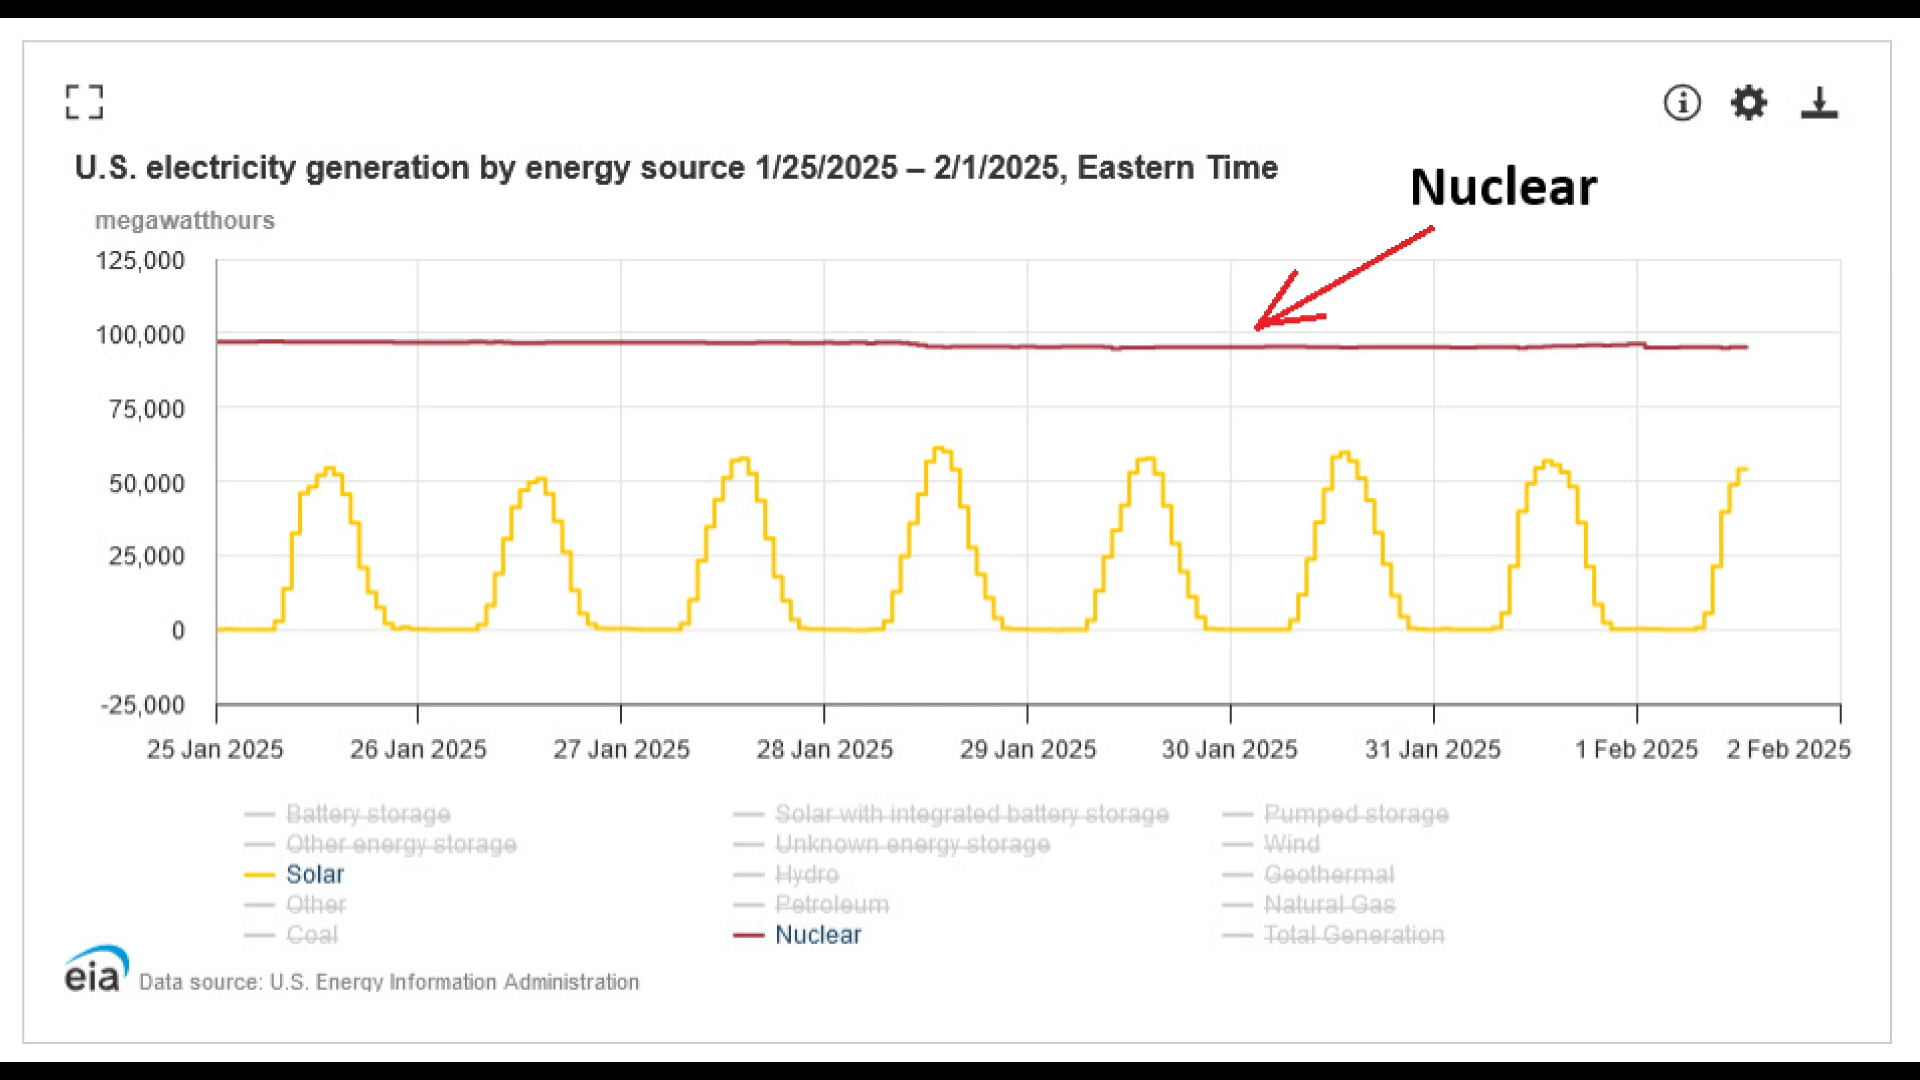 U.S. electricity generation by energy source 1/25/2025 – 2/1/2025, Eastern Time
Nuclear
megawatthours
125,000
100,000
75,000
50,000
25,000
0
-25,000
25 Jan 2025 26 Jan 2025 27 Jan 2025 28 Jan 2025 29 Jan 2025 30 Jan 2025 31 Jan 2025 1 Feb 2025 2 Feb 2025
Battery storage Solar with integrated battery storage Pumped storage
Other energy storage Unknown energy storage Wind
Solar Hydro Geothermal
Other Petroleum Natural Gas
Coal Nuclear Total Generation
eia Data source: U.S. Energy Information Administration